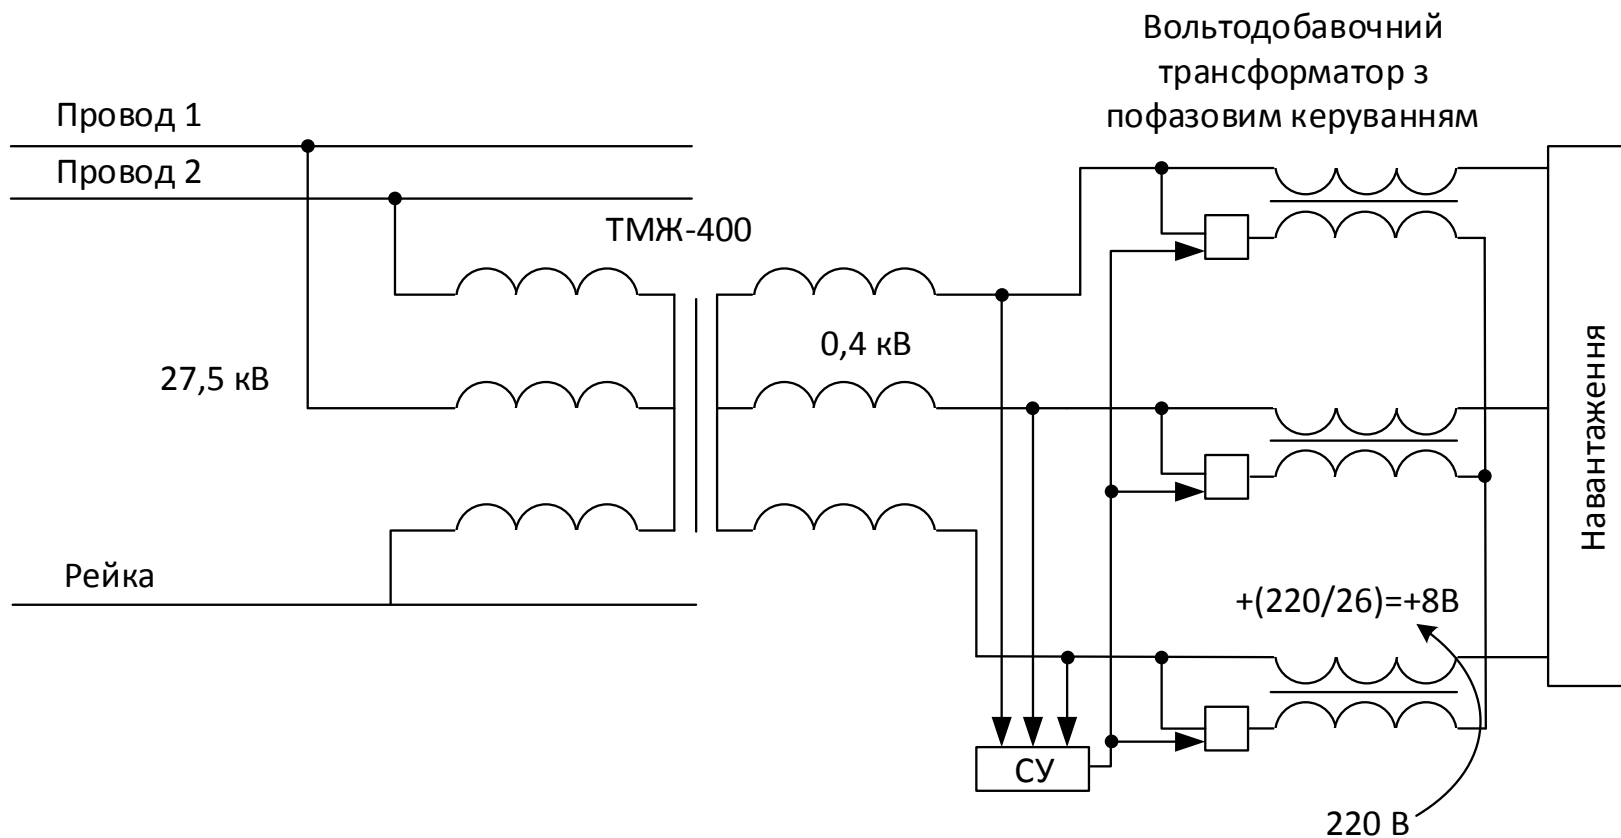 Вольтодобавочний
трансформатор з
пофазовим керуванням
Провод 1
Провод 2
ТМЖ-400
0,4 кВ
27,5 кВ
Навантаження
Рейка
+(220/26)=+8В
СУ
220 В